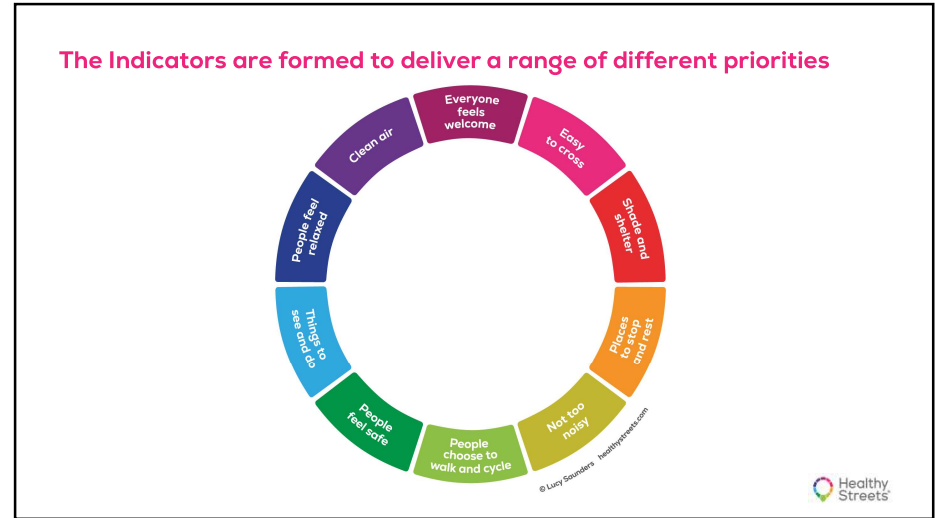 The Indicators are formed to deliver a range of different priorities
Everyone
feels
welcome
Easy
to cross
Shade and
shelter
Places
to stop
and rest
Not too
noisy
People
choose to
walk and cycle
People
feel safe
Things to
see and do
People feel
relaxed
Clean air
© Lucy Saunders healthystreets.com
Healthy
Streets®